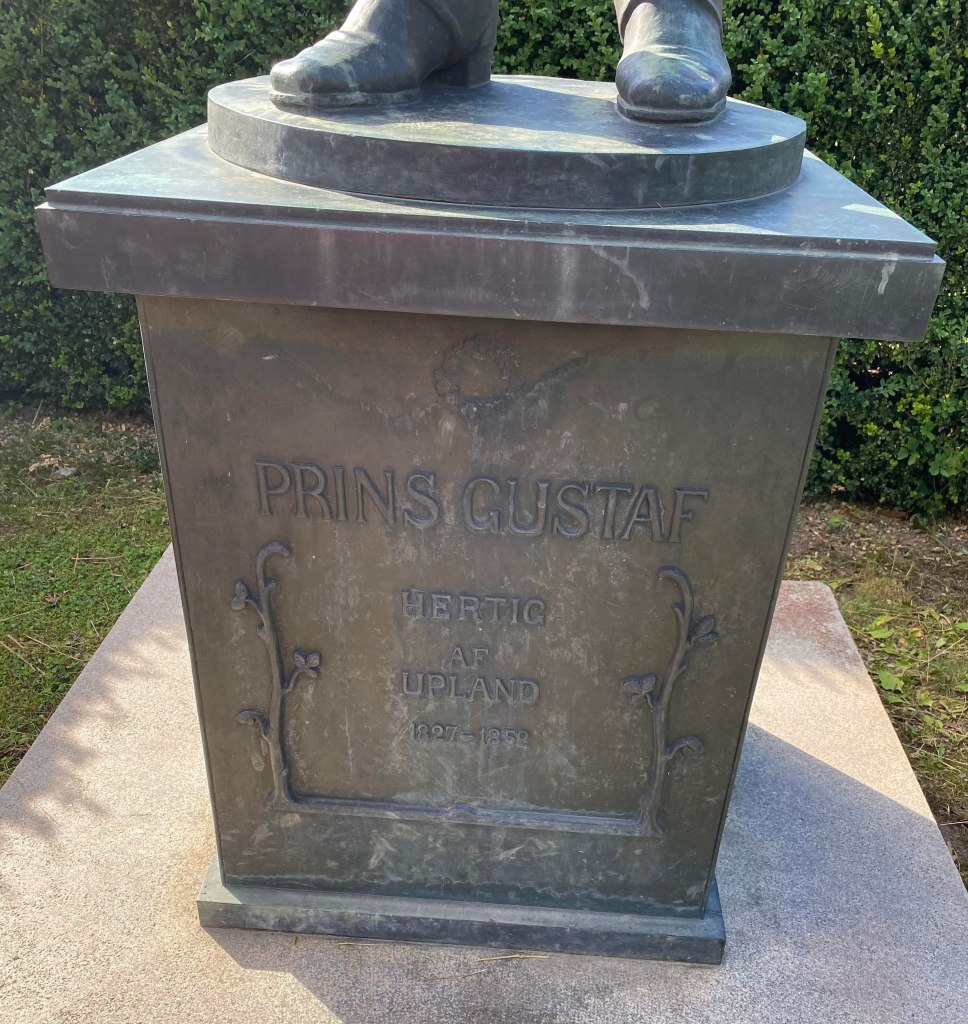 PRINS GUSTAF
HERTIG
AF
UPLAND
1827-1852